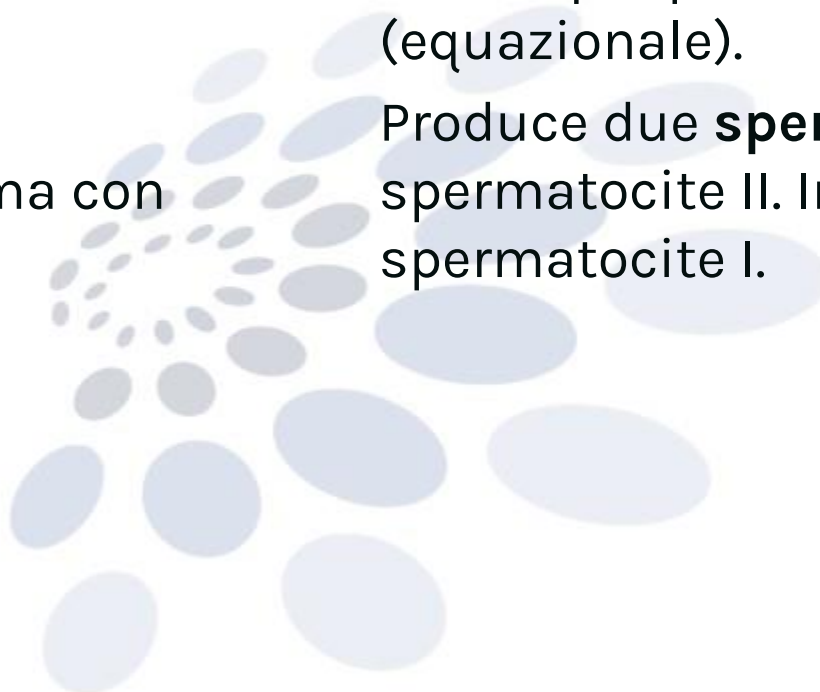 (equazionale).
Produce due
ma con
spermatocite II.
spermatocite I.